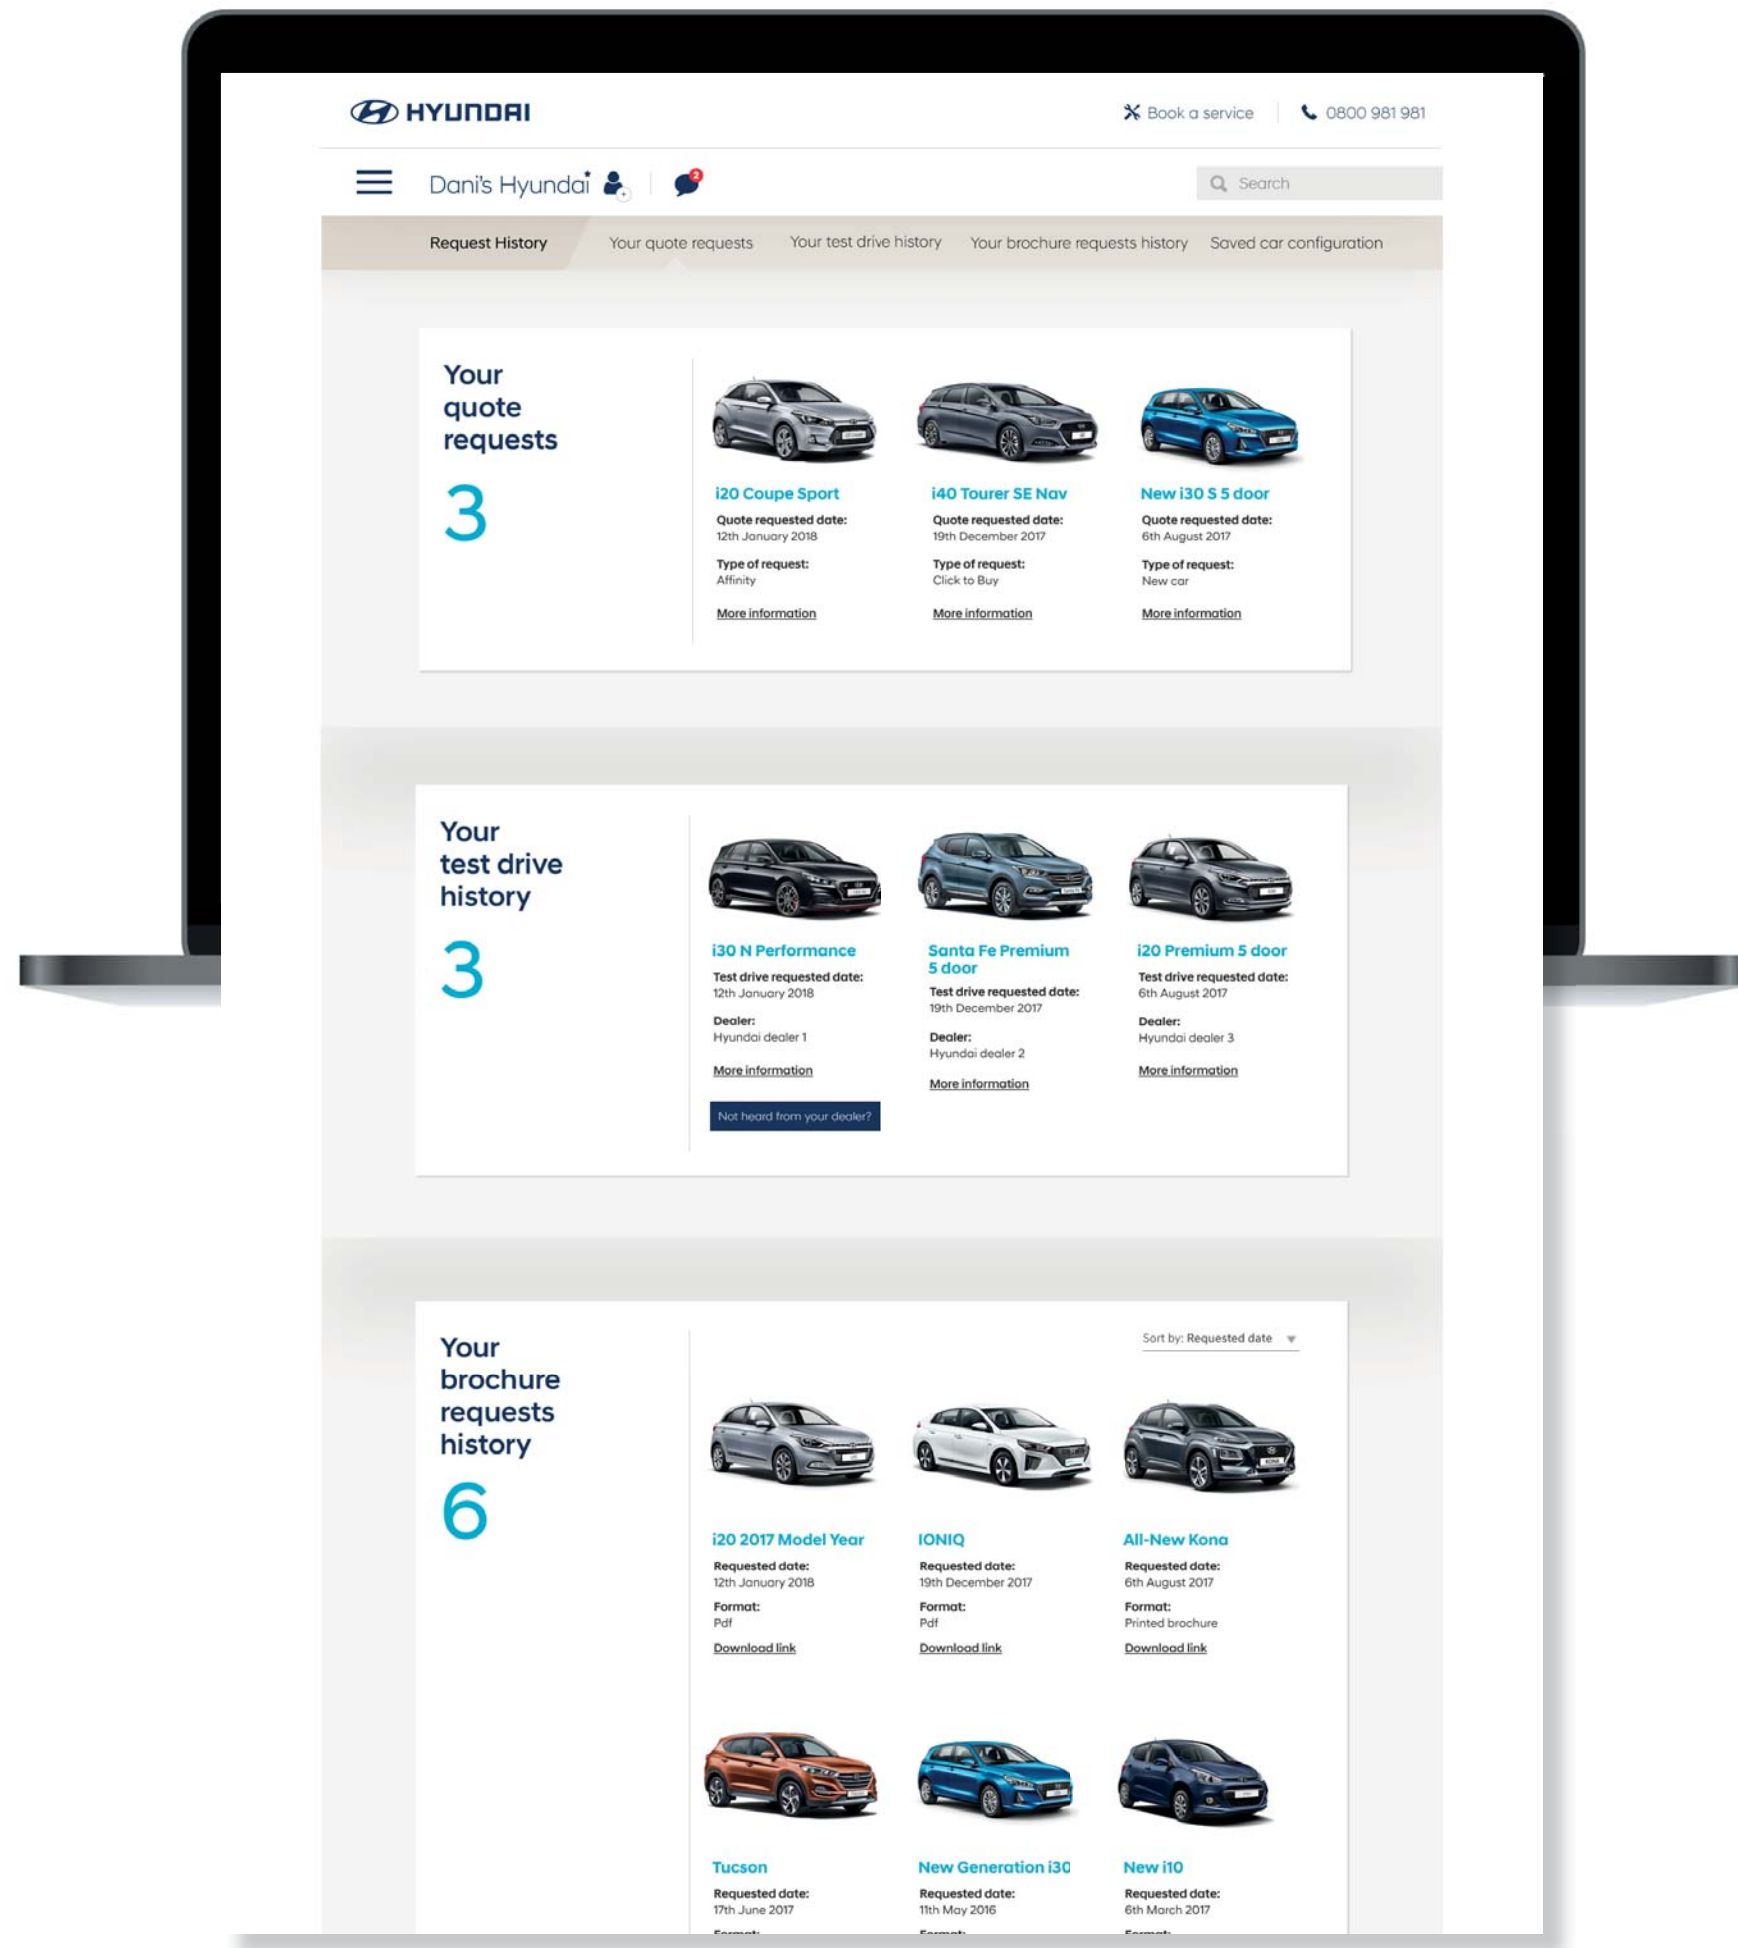 HYUNDAI
Book a service
0800 981 981
Dani's Hyundai*
2
Search
Request History
Your quote requests
Your test drive history
Your brochure requests history
Saved car configuration
Your
quote
requests
3
i20 Coupe Sport
Quote requested date:
12th January 2018
Type of request:
Affinity
More information
i40 Tourer SE Nav
Quote requested date:
19th December 2017
Type of request:
Click to Buy
More information
New i30 S 5 door
Quote requested date:
6th August 2017
Type of request:
New car
More information
Your
test drive
history
3
i30 N Performance
Test drive requested date:
12th January 2018
Dealer:
Hyundai dealer 1
More information
Not heard from your dealer?
Santa Fe Premium
5 door
Test drive requested date:
19th December 2017
Dealer:
Hyundai dealer 2
More information
i20 Premium 5 door
Test drive requested date:
6th August 2017
Dealer:
Hyundai dealer 3
More information
Your
brochure
requests
history
6
Sort by: Requested date
KONA
i20 2017 Model Year
Requested date:
12th January 2018
Format:
Pdf
Download link
IONIQ
Requested date:
19th December 2017
Format:
Pdf
Download link
All-New Kona
Requested date:
6th August 2017
Format:
Printed brochure
Download link
Tucson
Requested date:
17th June 2017
Format:
New Generation i30
Requested date:
11th May 2016
Format:
New i10
Requested date:
6th March 2017
Format: